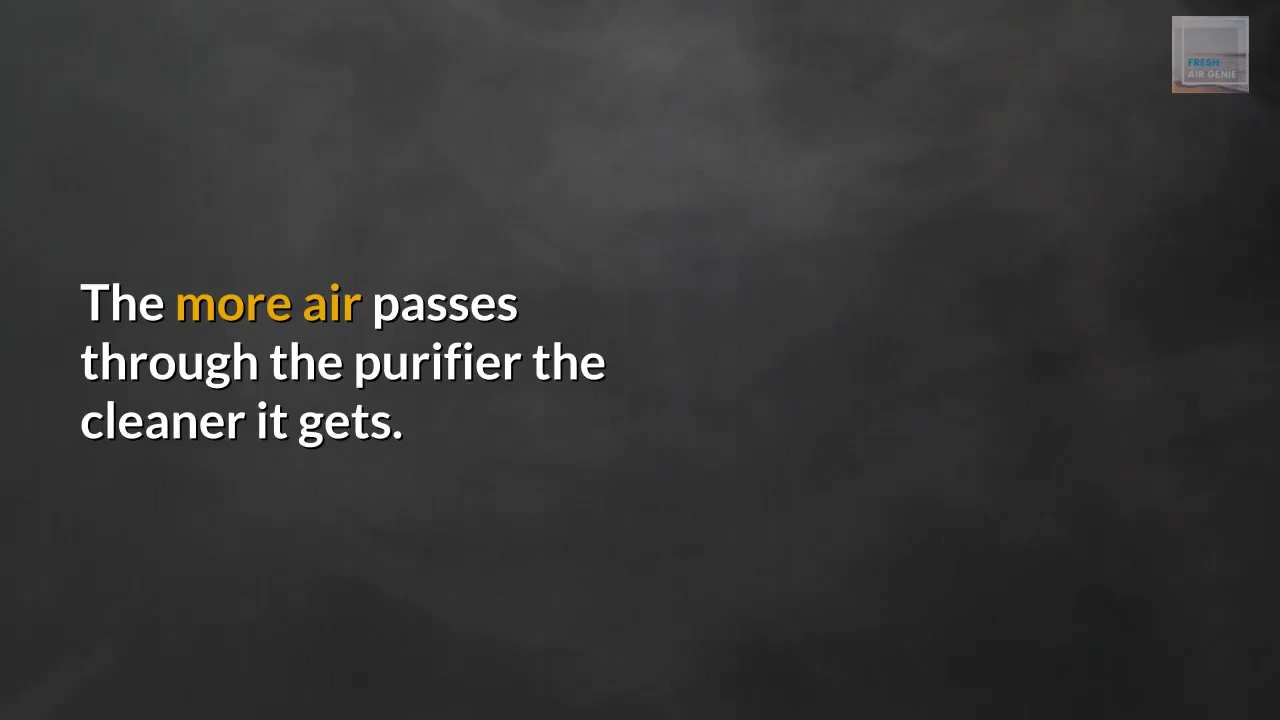 FRESH
AIR GENIE
The more air passes
through the purifier the
cleaner it gets.